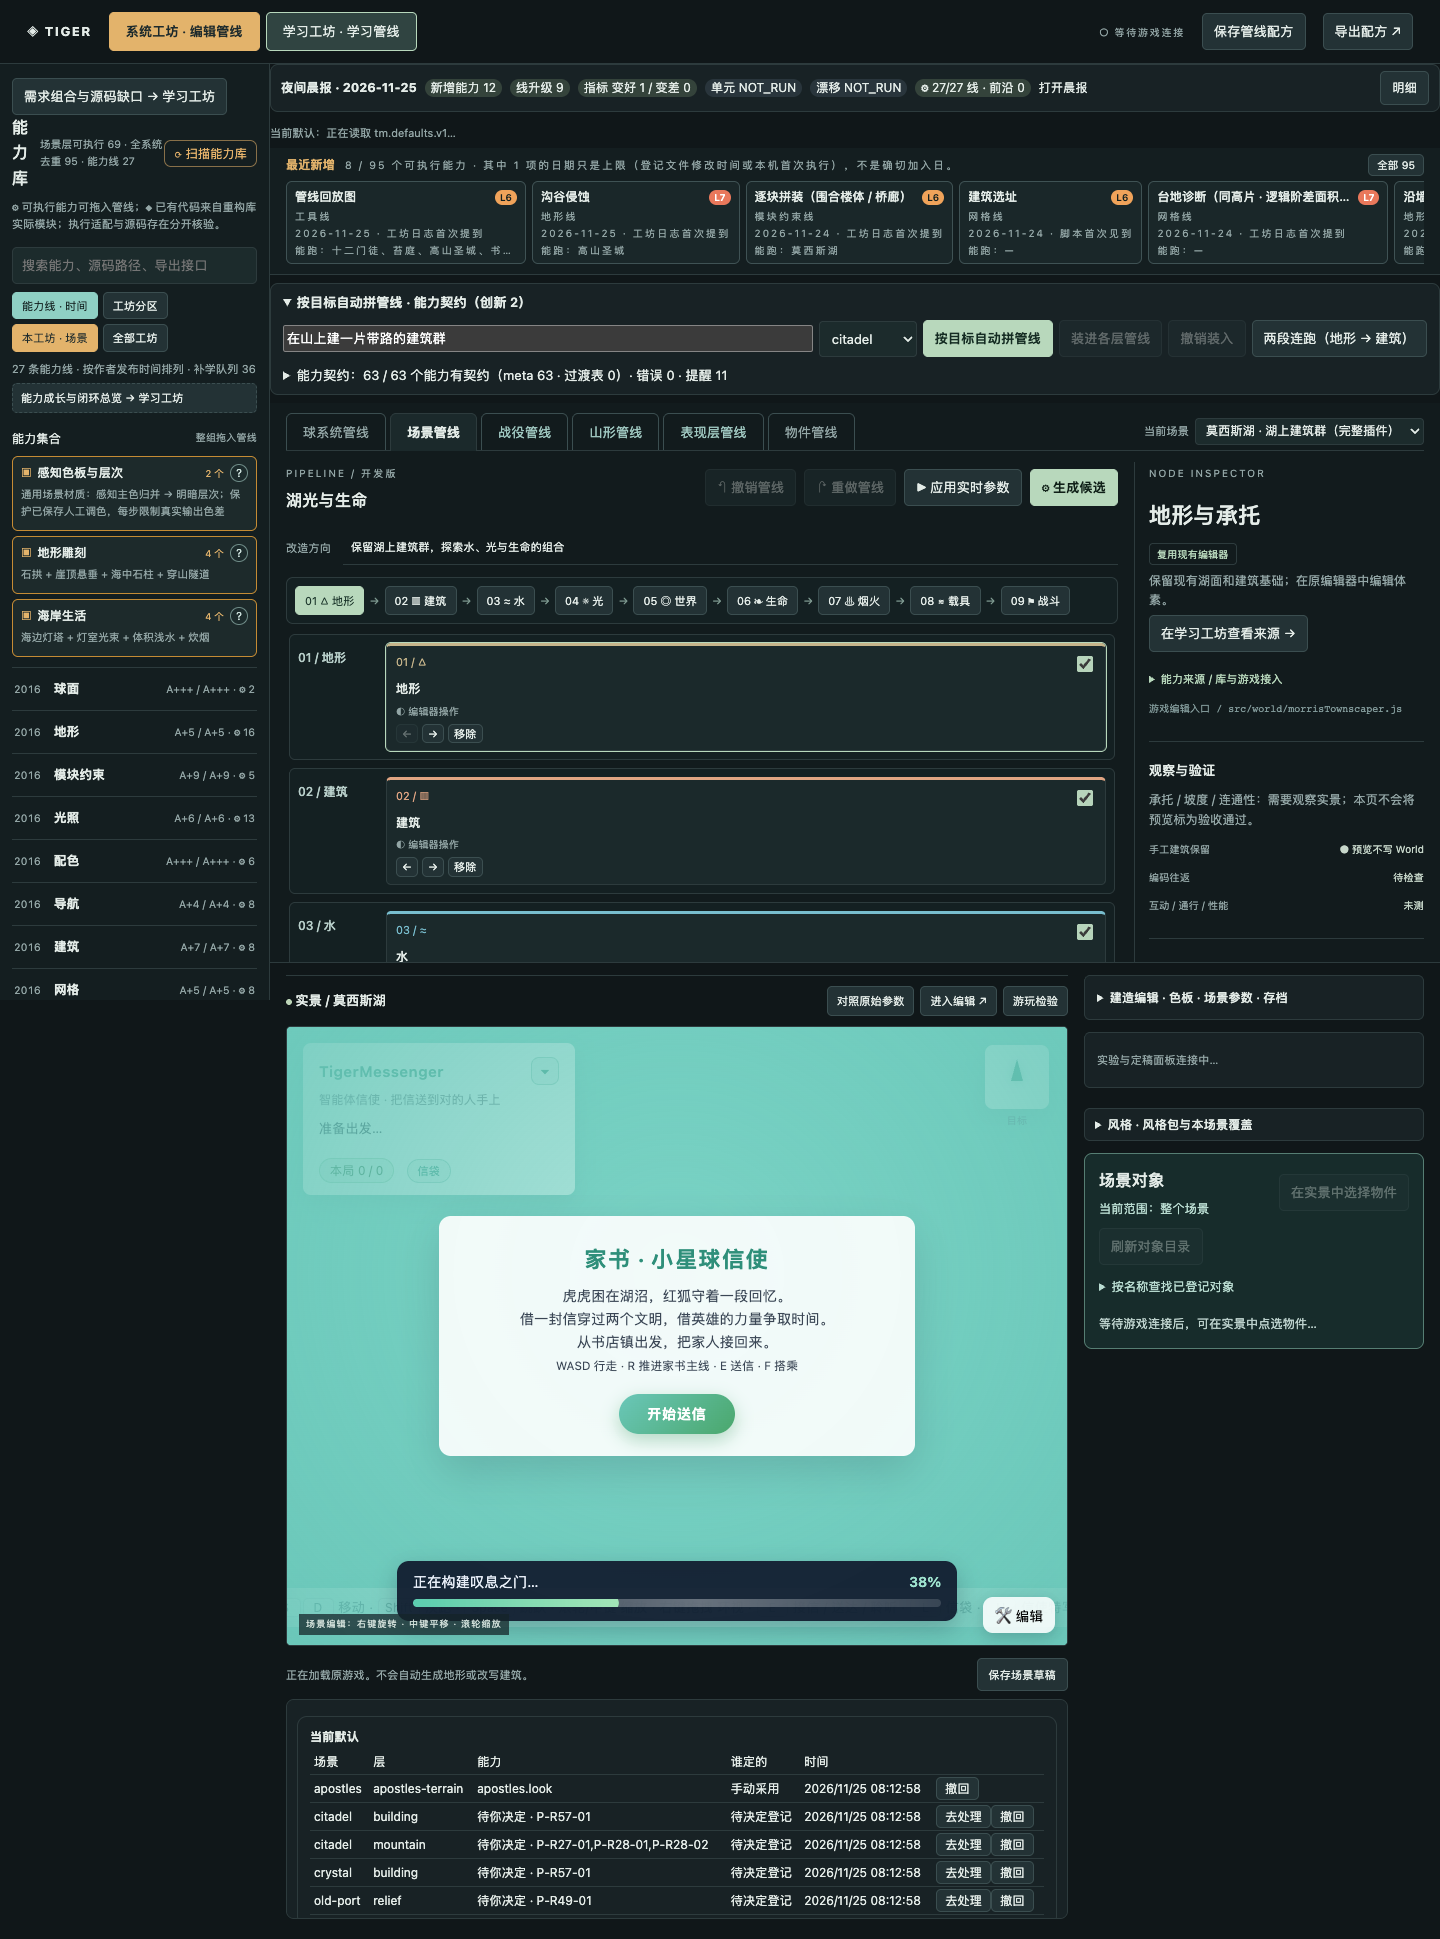 ◈ TIGER
系统工坊 · 编辑管线
学习工坊 · 学习管线
○ 等待游戏连接
保存管线配方
导出配方 ↗
需求组合与源码缺口 → 学习工坊
能力库
场景层可执行 69 · 全系统去重 95 · 能力线 27
⟳ 扫描能力库
⚙ 可执行能力可拖入管线；◆ 已有代码来自重构库实际模块；执行适配与源码存在分开核验。
搜索能力、源码路径、导出接口
能力线 · 时间
工坊分区
本工坊 · 场景
全部工坊
27 条能力线 · 按作者发布时间排列 · 补学队列 36
能力成长与闭环总览 → 学习工坊
能力集合
整组拖入管线
▣ 感知色板与层次
2 个 ?
通用场景材质：感知主色归并 → 明暗层次；保护已保存人工调色，每步限制真实输出色差
▣ 地形雕刻
4 个 ?
石拱 + 崖顶悬垂 + 海中石柱 + 穿山隧道
▣ 海岸生活
4 个 ?
海边灯塔 + 灯室光束 + 体积浅水 + 炊烟
2016 球面 A+++ / A+++ · ⚙ 2
2016 地形 A+5 / A+5 · ⚙ 16
2016 模块约束 A+9 / A+9 · ⚙ 5
2016 光照 A+6 / A+6 · ⚙ 13
2016 配色 A+++ / A+++ · ⚙ 6
2016 导航 A+4 / A+4 · ⚙ 8
2016 建筑 A+7 / A+7 · ⚙ 8
2016 网格 A+5 / A+5 · ⚙ 8
夜间晨报 · 2026-11-25 新增能力 12 线升级 9 指标 变好 1 / 变差 0 单元 NOT_RUN 漂移 NOT_RUN ⚙ 27/27 线 · 前沿 0 打开晨报
明细
当前默认：正在读取 tm.defaults.v1…
最近新增 8 / 95 个可执行能力 · 其中 1 项的日期只是上限（登记文件修改时间或本机首次执行），不是确切加入日。
全部 95
管线回放图 L6
工具线
2026-11-25 · 工坊日志首次提到
能跑：十二门徒、苔庭、高山圣城、书…
沟谷侵蚀 L7
地形线
2026-11-25 · 工坊日志首次提到
能跑：高山圣城
逐块拼装（围合楼体 / 桥廊） L6
模块约束线
2026-11-24 · 工坊日志首次提到
能跑：莫西斯湖
建筑选址 L6
网格线
2026-11-24 · 脚本首次见到
能跑：—
台地诊断（同高片 · 逻辑阶差面积… L7
网格线
2026-11-24 · 工坊日志首次提到
能跑：—
▼ 按目标自动拼管线 · 能力契约（创新 2）
在山上建一片带路的建筑群
citadel
按目标自动拼管线
装进各层管线
撤销装入
两段连跑（地形 → 建筑）
▶ 能力契约：63 / 63 个能力有契约（meta 63 · 过渡表 0）· 错误 0 · 提醒 11
球系统管线
场景管线
战役管线
山形管线
表现层管线
物件管线
当前场景
莫西斯湖 · 湖上建筑群（完整插件）
PIPELINE / 开发版
湖光与生命
撤销管线
重做管线
▶ 应用实时参数
⚙ 生成候选
改造方向
保留湖上建筑群，探索水、光与生命的组合
01 △ 地形 → 02 ▥ 建筑 → 03 ≈ 水 → 04 ☀ 光 → 05 ◎ 世界 → 06 ❧ 生命 → 07 ♨ 烟火 → 08 ≋ 载具 → 09 ⚑ 战斗
01 / 地形
01 / △
地形
◐ 编辑器操作
← → 移除
02 / 建筑
02 / ▥
建筑
◐ 编辑器操作
← → 移除
03 / 水
03 / ≈
水
NODE INSPECTOR
地形与承托
复用现有编辑器
保留现有湖面和建筑基础；在原编辑器中编辑体素。
在学习工坊查看来源 →
▶ 能力来源 / 库与游戏接入
游戏编辑入口 / src/world/morrisTownscaper.js
观察与验证
承托 / 坡度 / 连通性：需要观察实景；本页不会将预览标为验收通过。
手工建筑保留 ● 预览不写 World
编码往返 待检查
互动 / 通行 / 性能 未测
● 实景 / 莫西斯湖
对照原始参数
进入编辑 ↗
游玩检验
TigerMessenger
智能体信使 · 把信送到对的人手上
准备出发…
本局 0 / 0
信袋
目标
家书 · 小星球信使
虎虎困在湖沼，红狐守着一段回忆。
借一封信穿过两个文明，借英雄的力量争取时间。
从书店镇出发，把家人接回来。
WASD 行走 · R 推进家书主线 · E 送信 · F 搭乘
开始送信
正在构建叹息之门… 38%
D 移动 ·
场景编辑：右键旋转 · 中键平移 · 滚轮缩放
🛠 编辑
正在加载原游戏。不会自动生成地形或改写建筑。
保存场景草稿
当前默认
场景 层 能力 谁定的 时间
apostles apostles-terrain apostles.look 手动采用 2026/11/25 08:12:58 撤回
citadel building 待你决定 · P-R57-01 待决定登记 2026/11/25 08:12:58 去处理 撤回
citadel mountain 待你决定 · P-R27-01,P-R28-01,P-R28-02 待决定登记 2026/11/25 08:12:58 去处理 撤回
crystal building 待你决定 · P-R57-01 待决定登记 2026/11/25 08:12:58 去处理 撤回
old-port relief 待你决定 · P-R49-01 待决定登记 2026/11/25 08:12:58 去处理 撤回
▶ 建造编辑 · 色板 · 场景参数 · 存档
实验与定稿面板连接中…
▶ 风格 · 风格包与本场景覆盖
场景对象
当前范围：整个场景
在实景中选择物件
刷新对象目录
▶ 按名称查找已登记对象
等待游戏连接后，可在实景中点选物件…